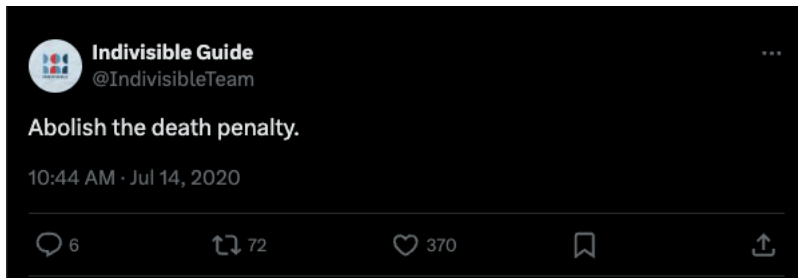 Indivisible Guide
@IndivisibleTeam
Abolish the death penalty.
10:44 AM · Jul 14, 2020
6 72 370